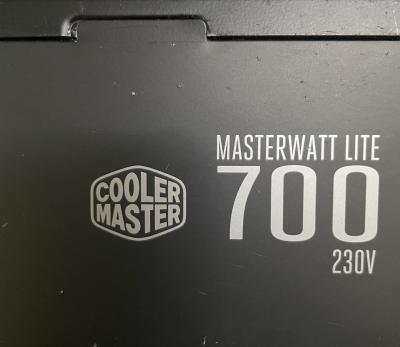 COOLER
MASTER
MASTERWATT LITE
700
230V